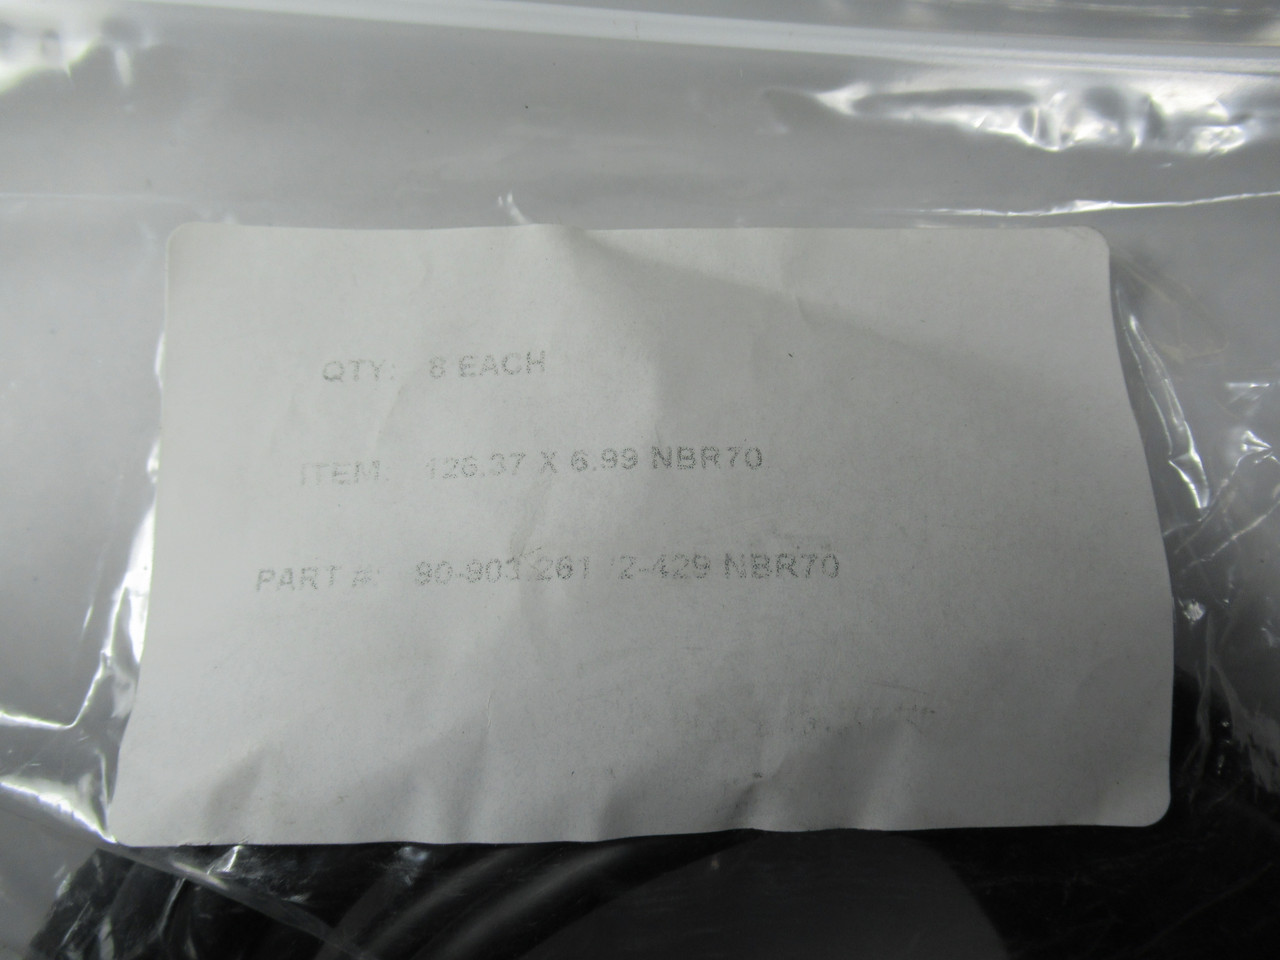 QTY: 8 EACH
ITEM: 126.37 X 6.99 NBR70
PART #: 90-903.261 2-429 NBR70